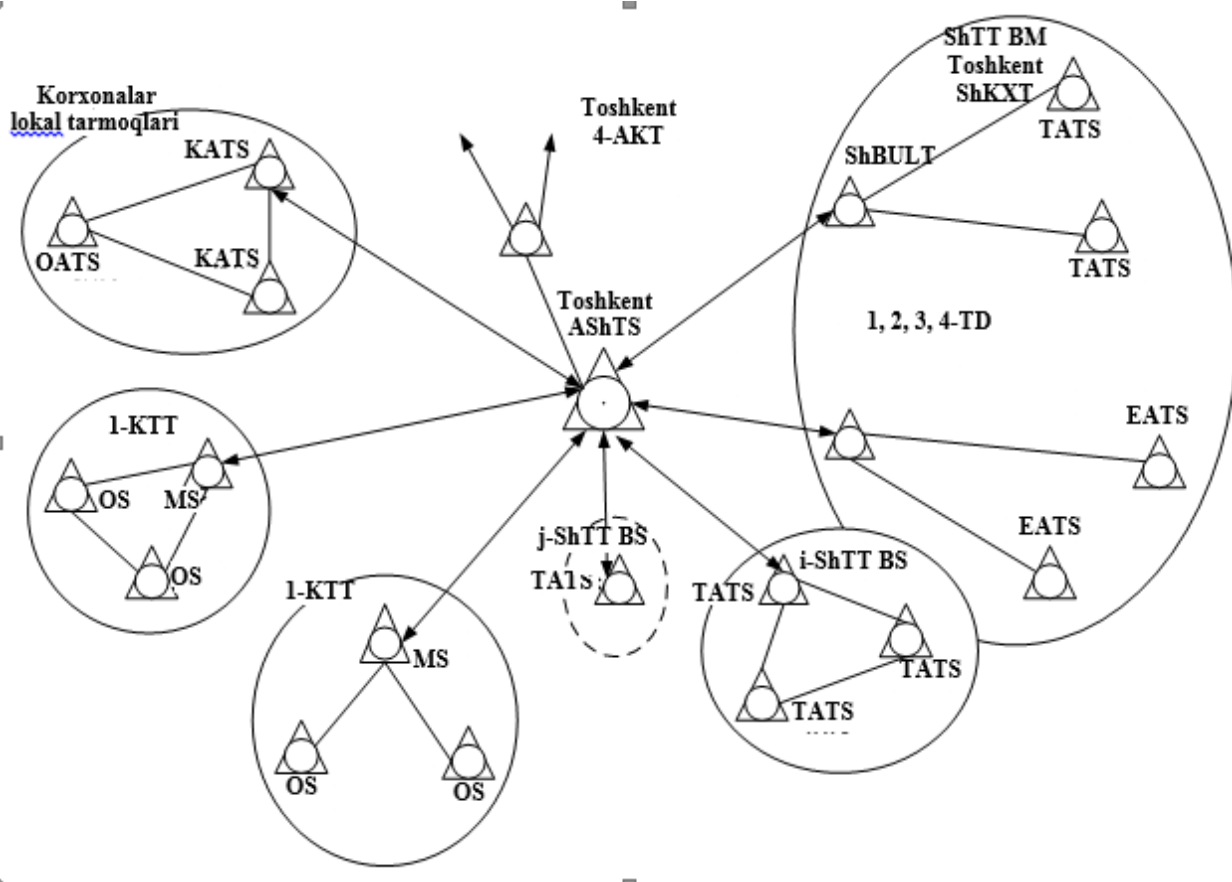 Korxonalar
lokal tarmoqlari
KATS
OATS
KATS
Toshkent
4-AKT
ShTT BM
Toshkent
ShKXT
TATS
ShBULT
TATS
Toshkent
AShTS
1, 2, 3, 4-TD
1-KTT
OS
MS
OS
EATS
EATS
j-ShTT BS
TATS
i-ShTT BS
TATS
TATS
TATS
1-KTT
MS
OS
OS